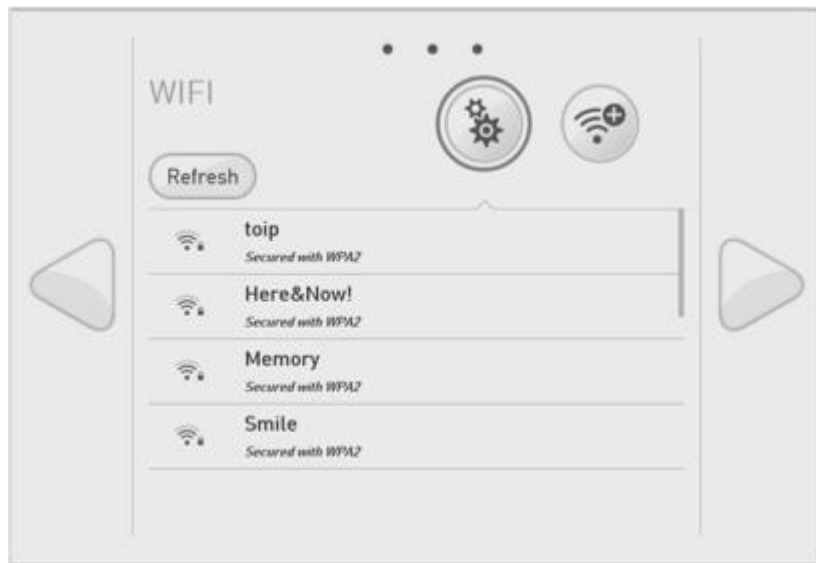 WIFI
Refresh
toip
Secured with WPA2
Here&Now!
Secured with WPA2
Memory
Secured with WPA2
Smile
Secured with WPA2